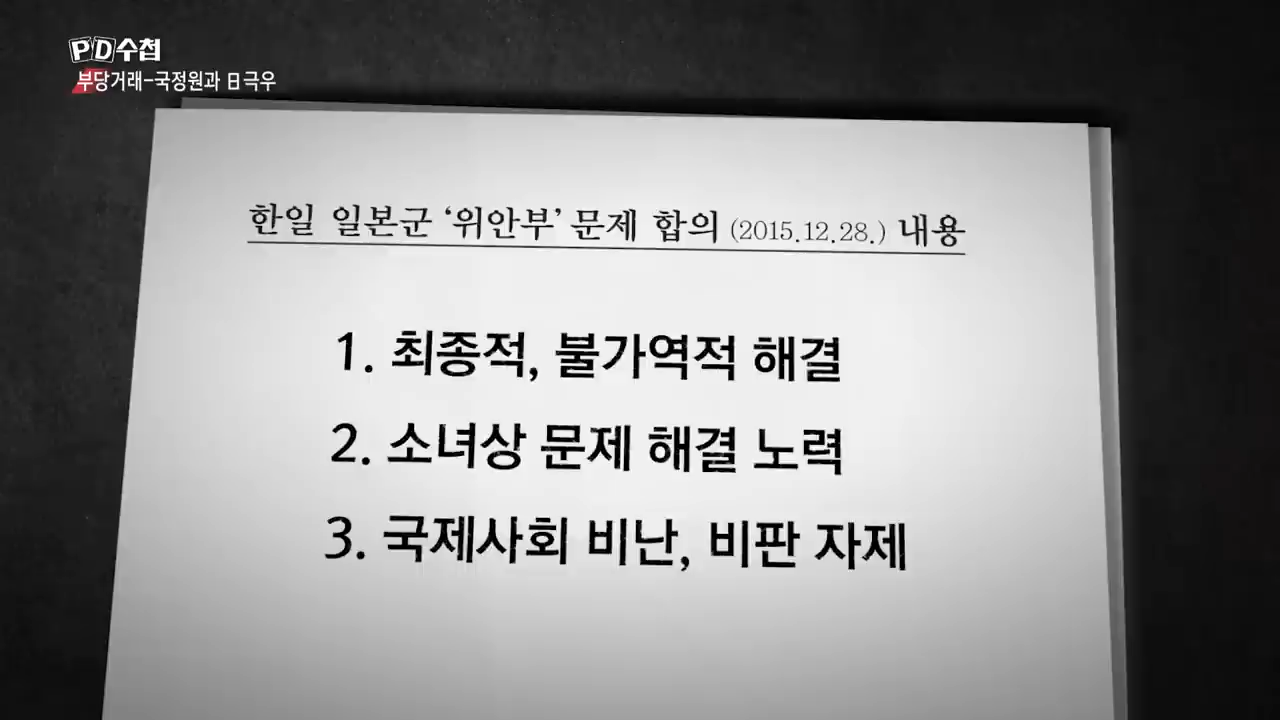 PD수첩
부당거래-국정원과 日극우
한일 일본군 ‘위안부’ 문제 합의 (2015.12.28.) 내용
1. 최종적, 불가역적 해결
2. 소녀상 문제 해결 노력
3. 국제사회 비난, 비판 자제